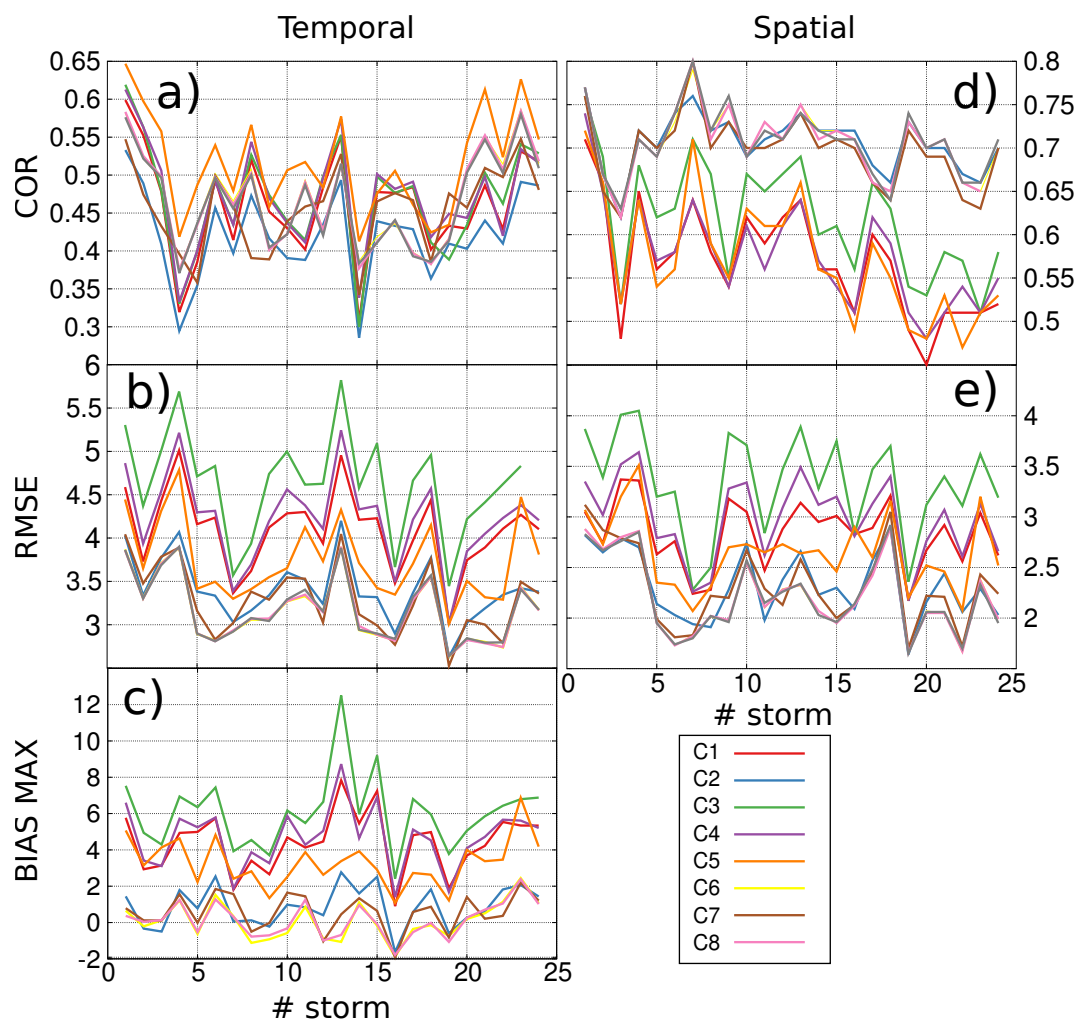 Temporal
Spatial
a)
COR
0.65
0.6
0.55
0.5
0.45
0.4
0.35
0.3
d)
0.8
0.75
0.7
0.65
0.6
0.55
0.5
b)
RMSE
6
5.5
5
4.5
4
3.5
3
e)
4
3.5
3
2.5
2
0 5 10 15 20 25
# storm
c)
BIAS MAX
12
10
8
6
4
2
0
-2
0 5 10 15 20 25
# storm
C1
C2
C3
C4
C5
C6
C7
C8